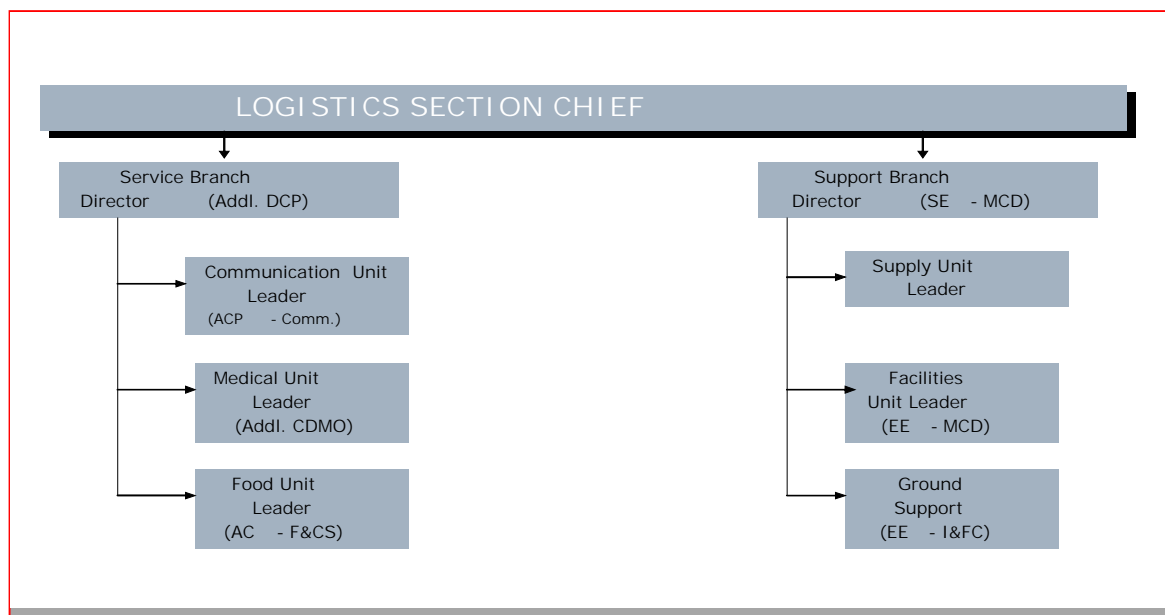 LOGISTICS SECTION CHIEF
Service Branch
Director (Addl. DCP)
Communication Unit
Leader
(ACP - Comm.)
Medical Unit
Leader
(Addl. CDMO)
Food Unit
Leader
(AC - F&CS)
Support Branch
Director (SE - MCD)
Supply Unit
Leader
Facilities
Unit Leader
(EE - MCD)
Ground
Support
(EE - I&FC)